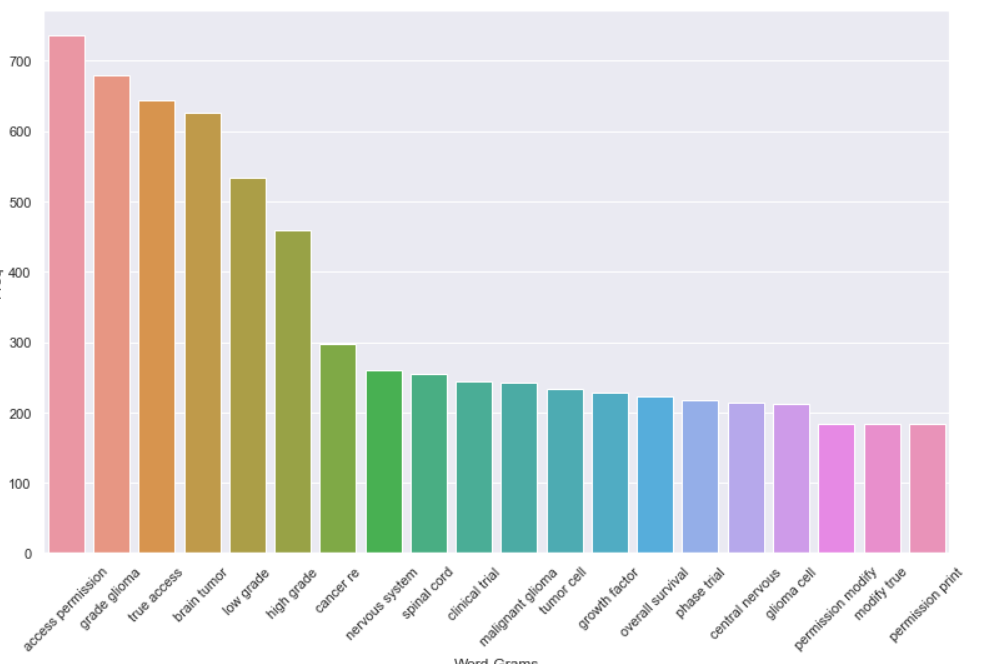 700
600
500
400
300
200
100
0
access permission
grade glioma
true access
brain tumor
low grade
high grade
cancer re
nervous system
spinal cord
clinical trial
malignant glioma
tumor cell
growth factor
overall survival
phase trial
central nervous
glioma cell
permission modify
modify true
permission print
Word-Grams